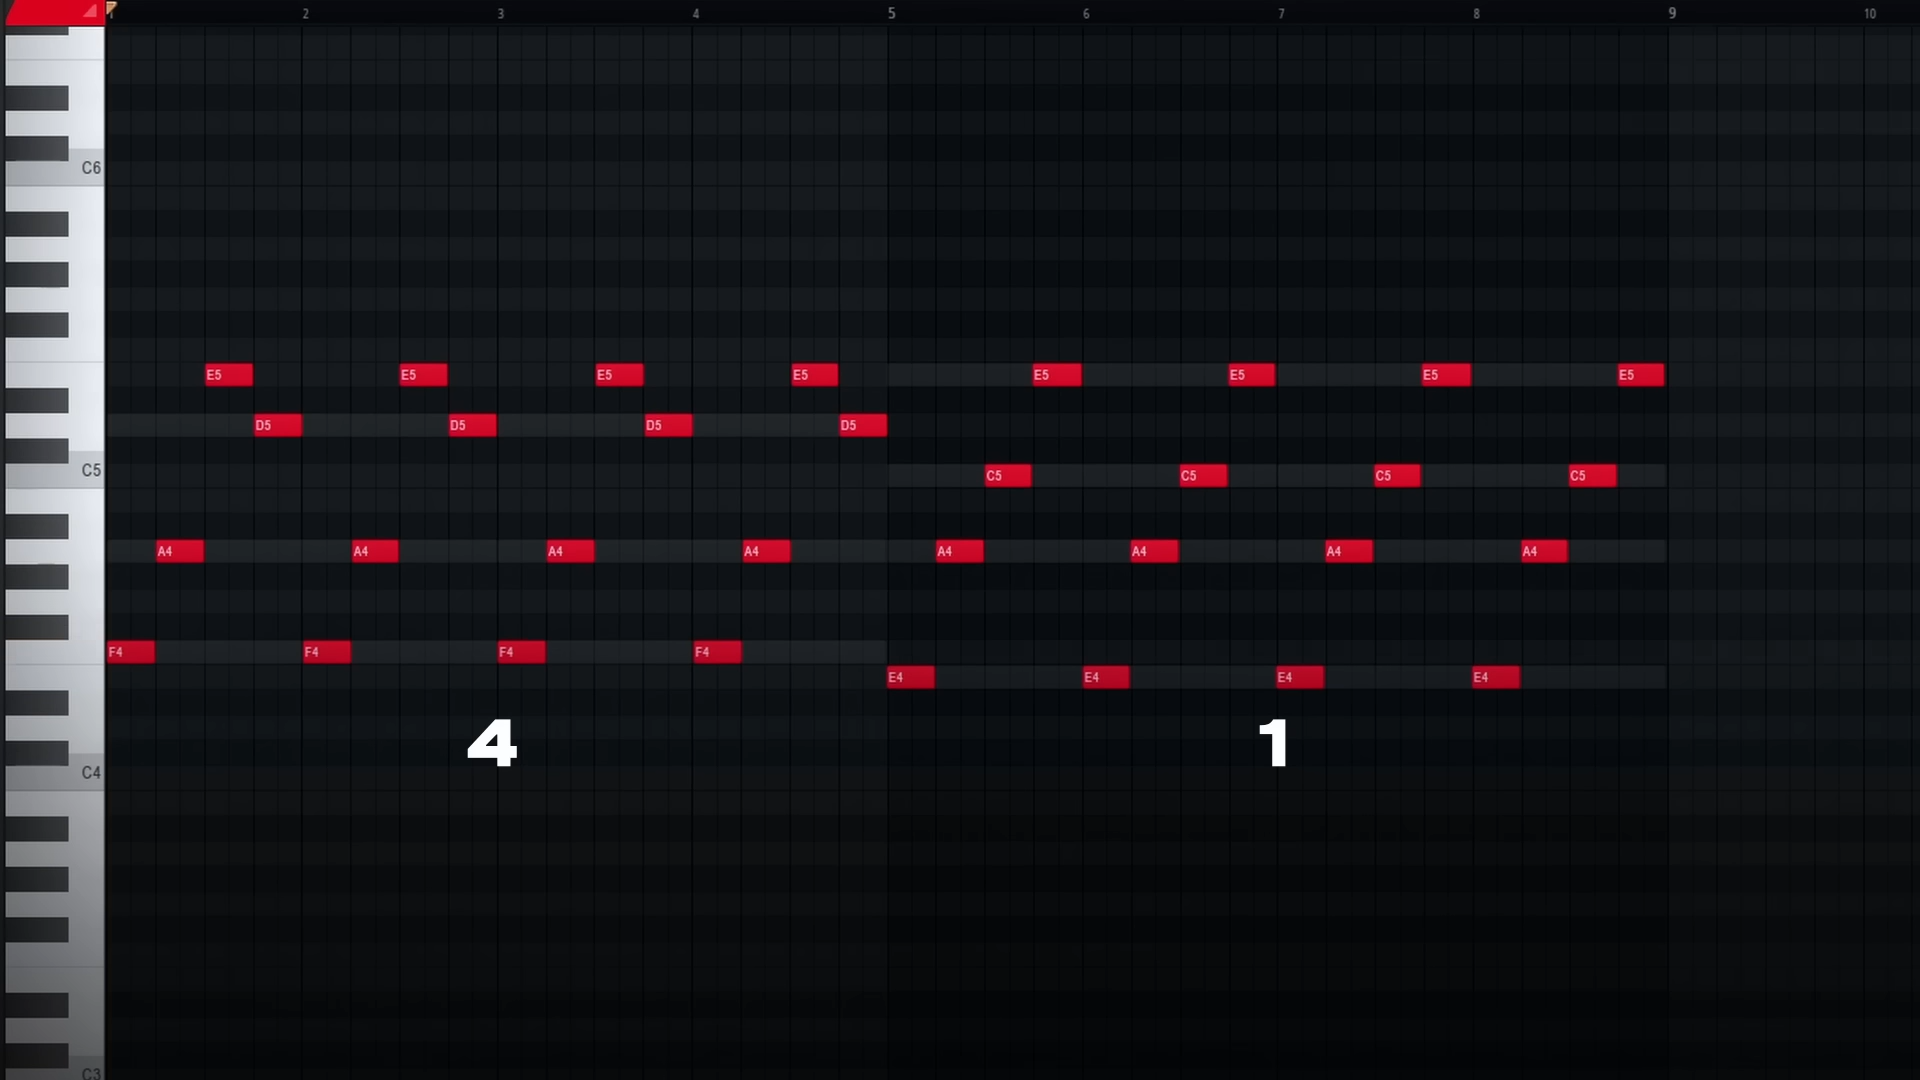 1 2 3 4 5 6 7 8 9 10
C6
E5 E5 E5 E5 E5 E5 E5 E5
D5 D5 D5 D5
C5 C5 C5 C5 C5
A4 A4 A4 A4 A4 A4 A4 A4
F4 F4 F4 F4
E4 E4 E4 E4
4 1
C4
C3